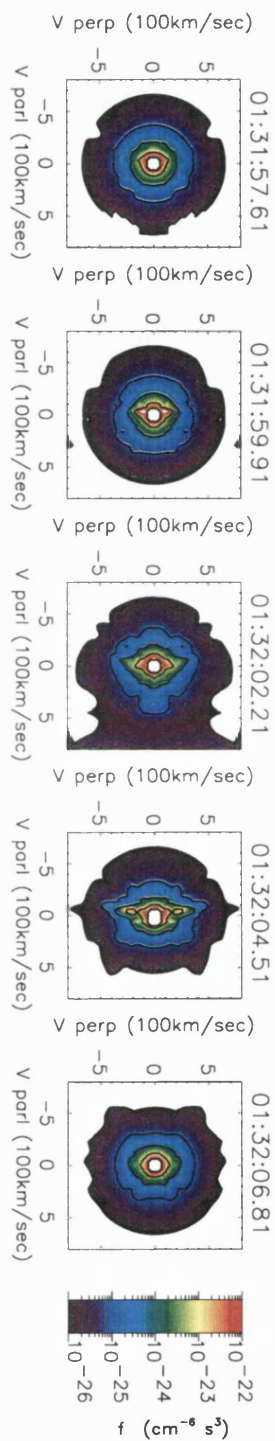 01:31:57.61
V perp (100km/sec)
5
0
-5
-5 0 5
V parl (100km/sec)
01:31:59.91
V perp (100km/sec)
5
0
-5
-5 0 5
V parl (100km/sec)
01:32:02.21
V perp (100km/sec)
5
0
-5
-5 0 5
V parl (100km/sec)
01:32:04.51
V perp (100km/sec)
5
0
-5
-5 0 5
V parl (100km/sec)
01:32:06.81
V perp (100km/sec)
5
0
-5
-5 0 5
V parl (100km/sec)
10⁻²²
10⁻²³
10⁻²⁴
10⁻²⁵
10⁻²⁶
f (cm⁻⁶ s³)